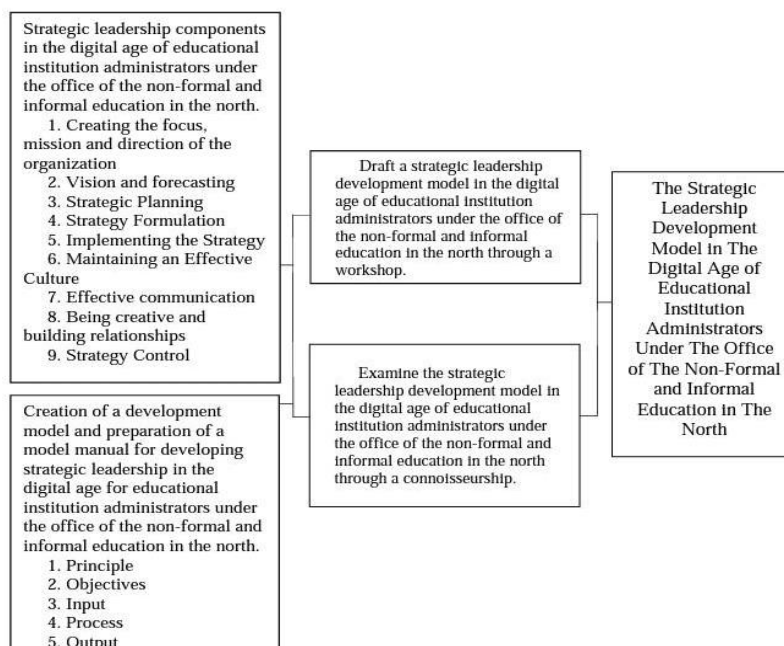 Strategic leadership components
in the digital age of educational
institution administrators under
the office of the non-formal and
informal education in the north.
1. Creating the focus,
mission and direction of the
organization
2. Vision and forecasting
3. Strategic Planning
4. Strategy Formulation
5. Implementing the Strategy
6. Maintaining an Effective
Culture
7. Effective communication
8. Being creative and
building relationships
9. Strategy Control
Creation of a development
model and preparation of a
model manual for developing
strategic leadership in the
digital age for educational
institution administrators under
the office of the non-formal and
informal education in the north.
1. Principle
2. Objectives
3. Input
4. Process
5. Output
Draft a strategic leadership
development model in the digital
age of educational institution
administrators under the office of
the non-formal and informal
education in the north through a
workshop.
Examine the strategic
leadership development model in
the digital age of educational
institution administrators under
the office of the non-formal and
informal education in the north
through a connoisseurship.
The Strategic
Leadership
Development
Model in The
Digital Age of
Educational
Institution
Administrators
Under The Office
of The Non-Formal
and Informal
Education in The
North